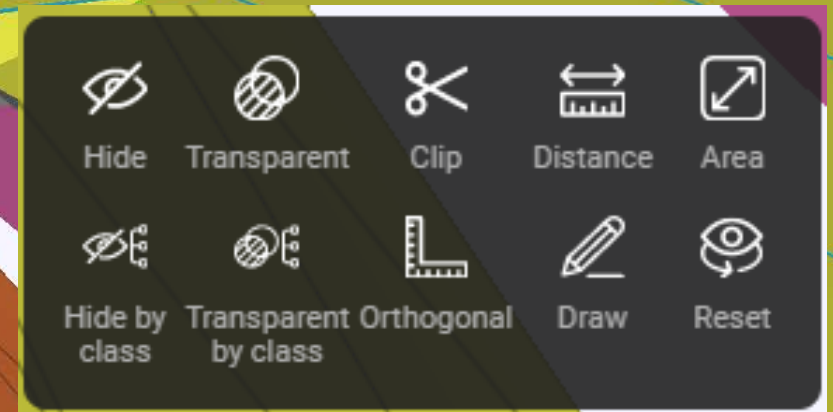 Hide
Transparent
Clip
Distance
Area
Hide by
class
Transparent
by class
Orthogonal
Draw
Reset